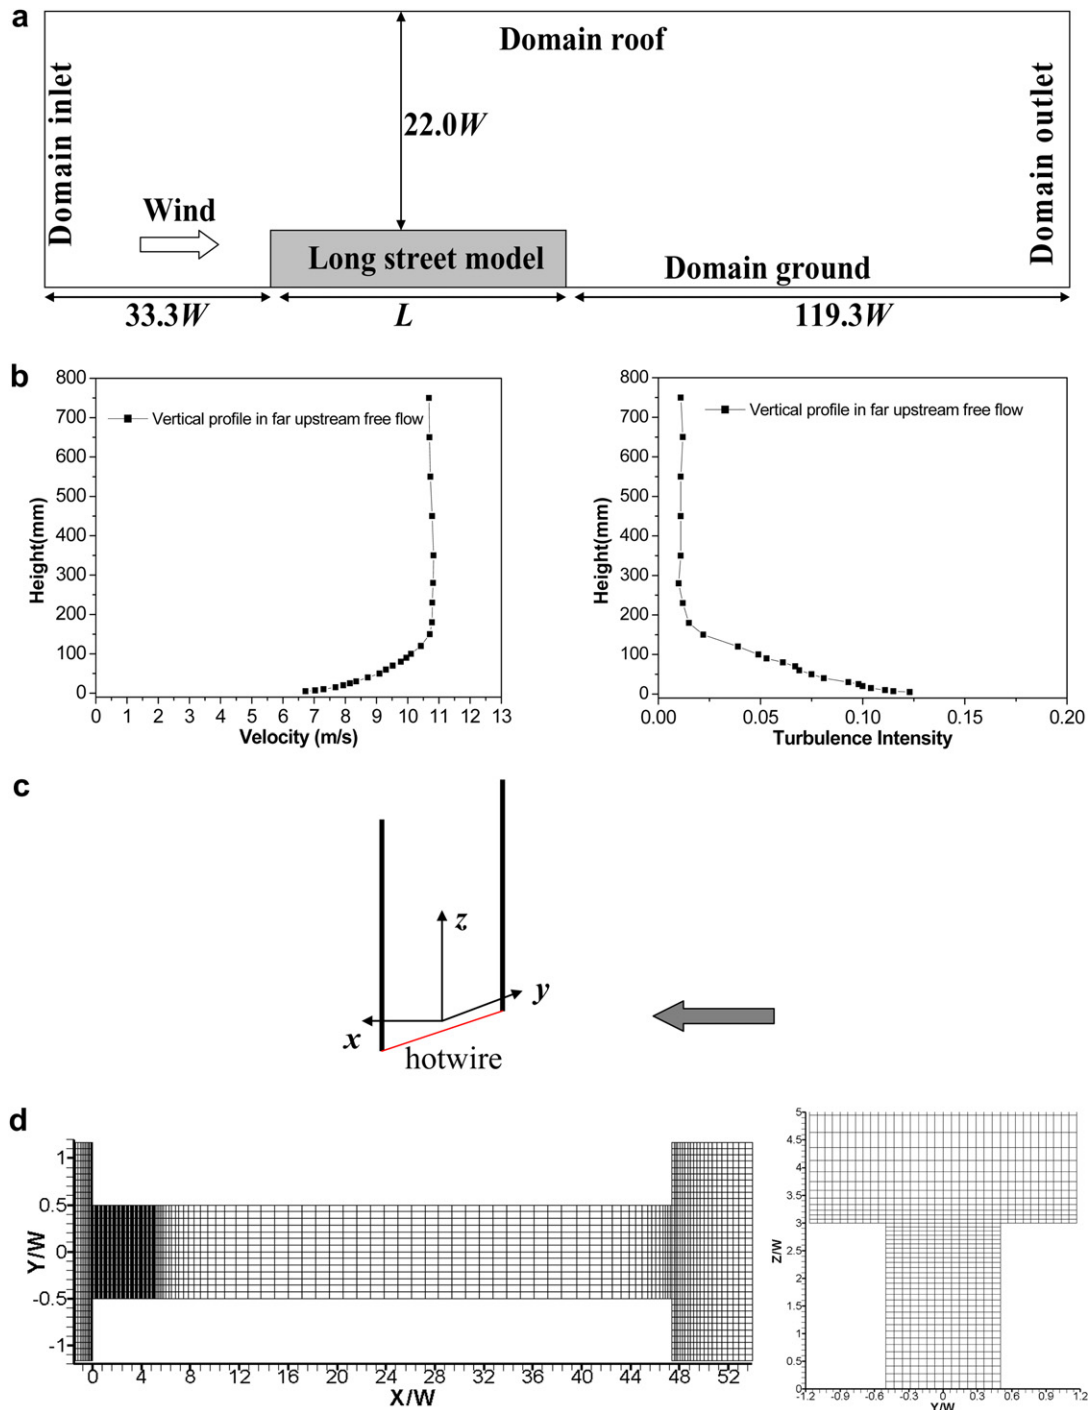 a
Domain inlet
Domain roof
22.0W
Domain outlet
Wind
Long street model
Domain ground
33.3W
L
119.3W
b
800
700
600
500
400
300
200
100
0
Height(mm)
Vertical profile in far upstream free flow
0 1 2 3 4 5 6 7 8 9 10 11 12 13
Velocity (m/s)
800
700
600
500
400
300
200
100
0
Height(mm)
Vertical profile in far upstream free flow
0.00 0.05 0.10 0.15 0.20
Turbulence Intensity
c
z
y
x
hotwire
d
1
0.5
0
-0.5
-1
Y/W
0 4 8 12 16 20 24 28 32 36 40 44 48 52
X/W
5
4.5
4
3.5
3
2.5
2
1.5
1
0.5
0
Z/W
-1.2 -0.9 -0.6 -0.3 0 0.3 0.6 0.9 1.2
Y/W